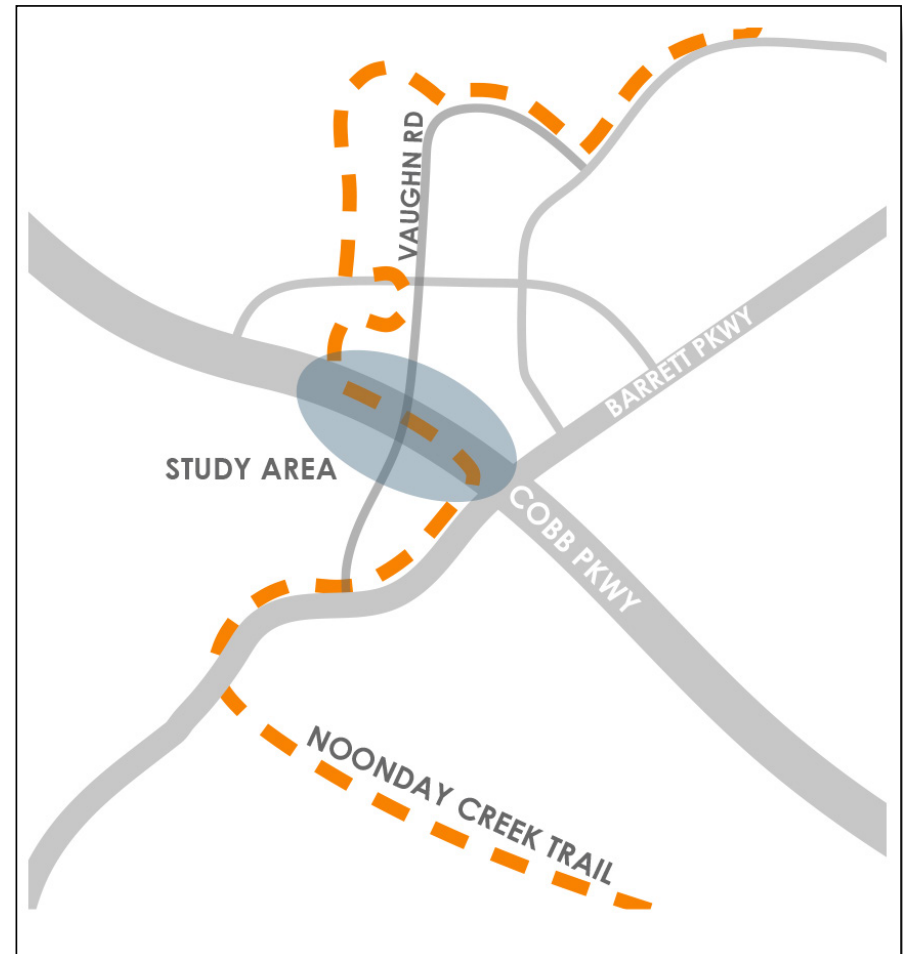 VAUGHN RD
BARRETT PKWY
STUDY AREA
COBB PKWY
NOONDAY CREEK TRAIL